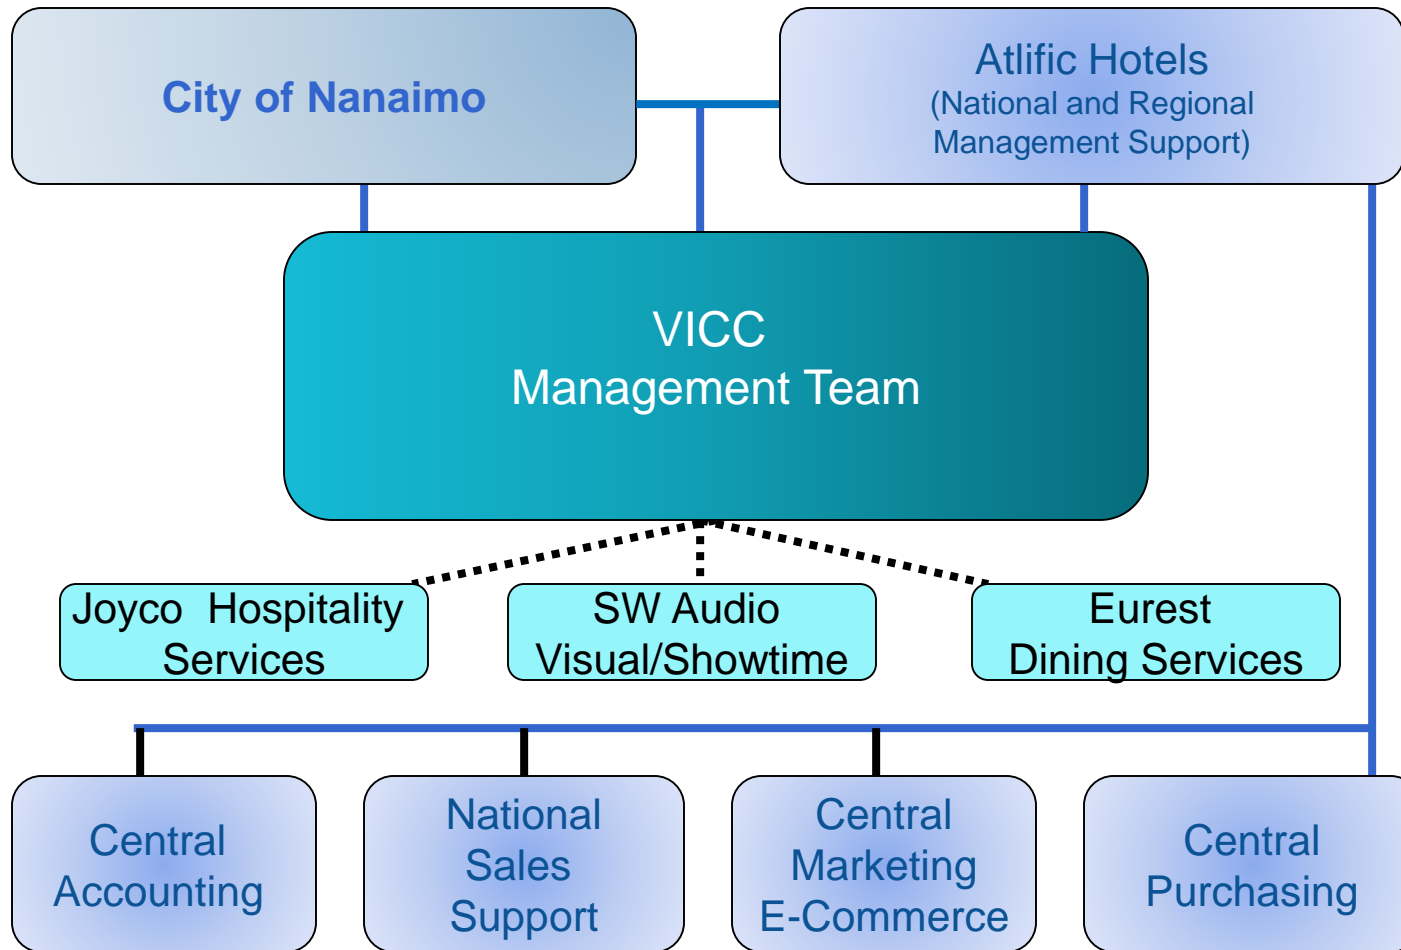 City of Nanaimo
Atlific Hotels
(National and Regional
Management Support)
VICC
Management Team
Joyco Hospitality
Services
SW Audio
Visual/Showtime
Eurest
Dining Services
Central
Accounting
National
Sales
Support
Central
Marketing
E-Commerce
Central
Purchasing